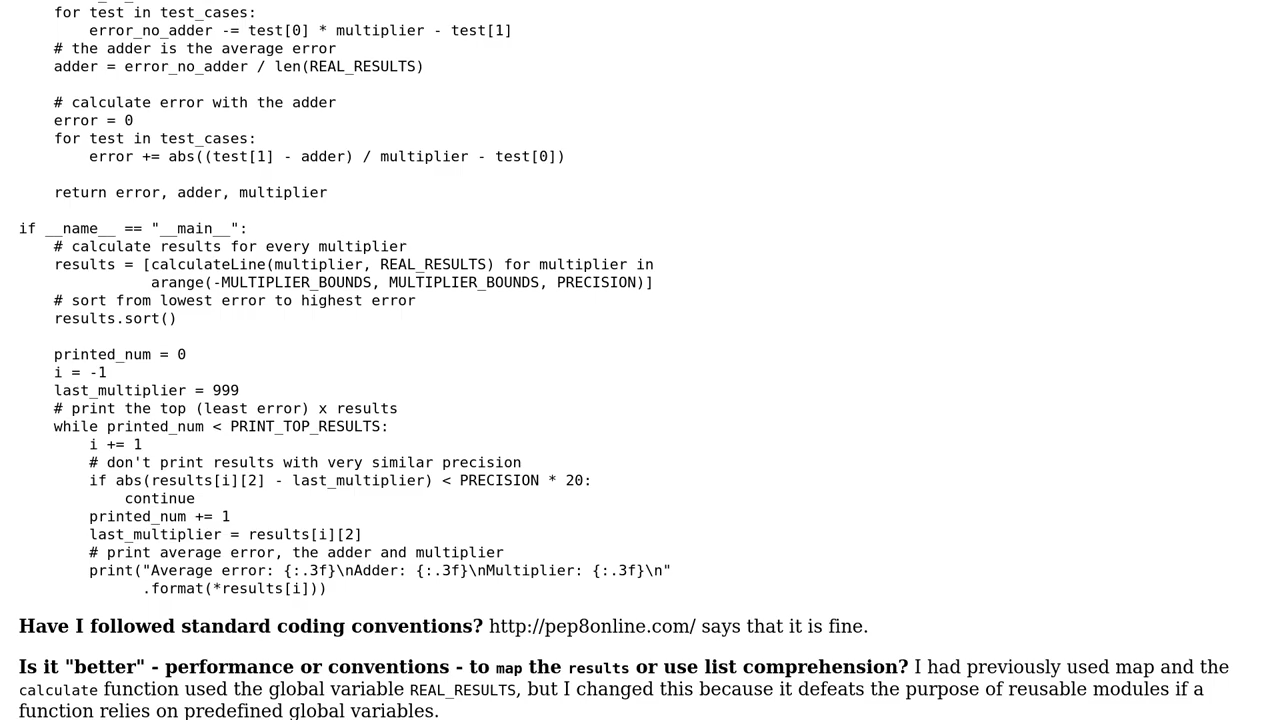 for test in test_cases:
        error_no_adder -= test[0] * multiplier - test[1]
    # the adder is the average error
    adder = error_no_adder / len(REAL_RESULTS)

    # calculate error with the adder
    error = 0
    for test in test_cases:
        error += abs((test[1] - adder) / multiplier - test[0])

    return error, adder, multiplier

if __name__ == "__main__":
    # calculate results for every multiplier
    results = [calculateLine(multiplier, REAL_RESULTS) for multiplier in
               arange(-MULTIPLIER_BOUNDS, MULTIPLIER_BOUNDS, PRECISION)]
    # sort from lowest error to highest error
    results.sort()

    printed_num = 0
    i = -1
    last_multiplier = 999
    # print the top (least error) x results
    while printed_num < PRINT_TOP_RESULTS:
        i += 1
        # don't print results with very similar precision
        if abs(results[i][2] - last_multiplier) < PRECISION * 20:
            continue
        printed_num += 1
        last_multiplier = results[i][2]
        # print average error, the adder and multiplier
        print("Average error: {:.3f}\nAdder: {:.3f}\nMultiplier: {:.3f}\n"
              .format(*results[i]))

Have I followed standard coding conventions? http://pep8online.com/ says that it is fine.

Is it "better" - performance or conventions - to map the results or use list comprehension? I had previously used map and the
calculate function used the global variable REAL_RESULTS, but I changed this because it defeats the purpose of reusable modules if a
function relies on predefined global variables.